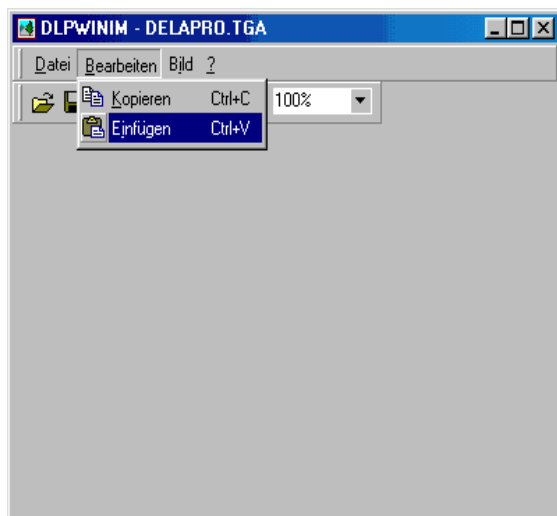 DLPWINIM - DELAPRO.TGA
Datei Bearbeiten Bild ?
Kopieren Ctrl+C
100%
Einfügen Ctrl+V